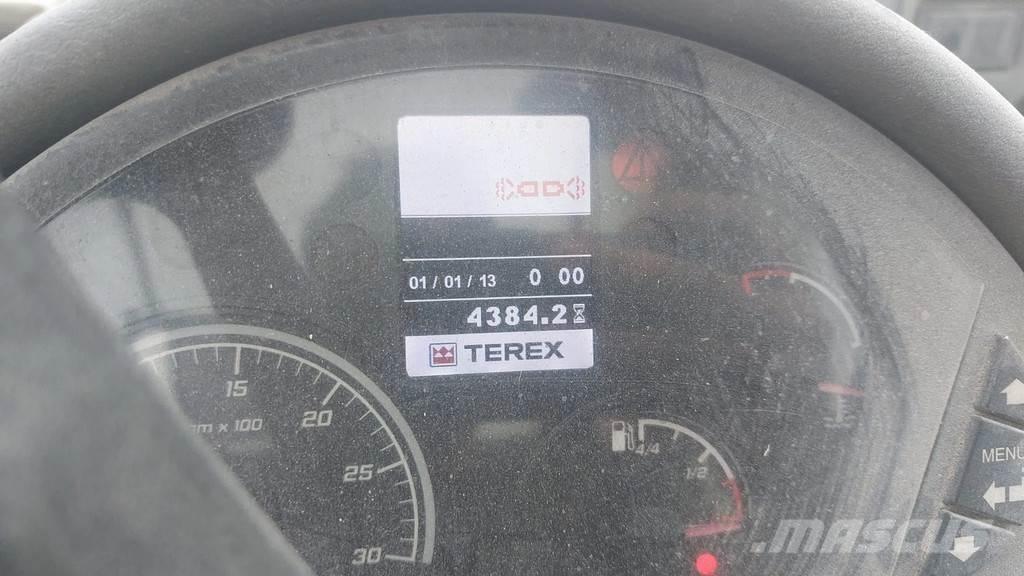 01/01/13 0 00
4384.2
TEREX
15
20
25
30
m x 100
4/4
1/2
MENU
MASCUS